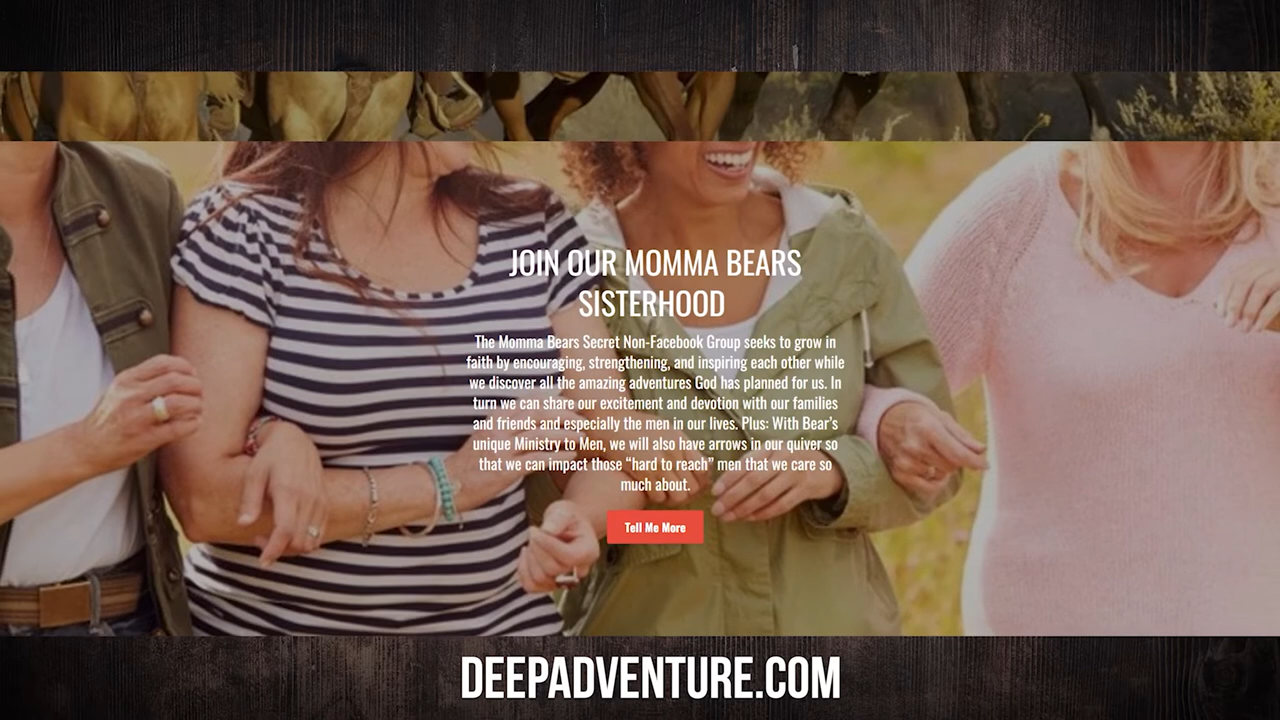 JOIN OUR MOMMA BEARS
SISTERHOOD
The Momma Bears Secret Non-Facebook Group seeks to grow in
faith by encouraging, strengthening, and inspiring each other while
we discover all the amazing adventures God has planned for us. In
turn we can share our excitement and devotion with our families
and friends and especially the men in our lives. Plus: With Bear's
unique Ministry to Men, we will also have arrows in our quiver so
that we can impact those “hard to reach” men that we care so
much about.
Tell Me More
DEEPADVENTURE.COM